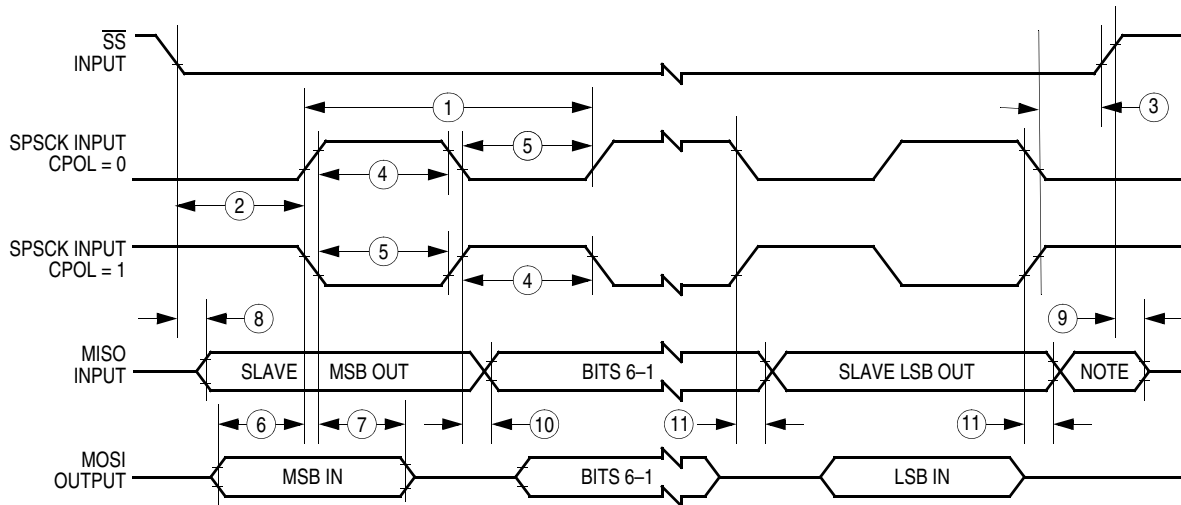 SS
INPUT
1
3
SPSCK INPUT
CPOL = 0
5
4
2
SPSCK INPUT
CPOL = 1
5
4
8
9
MISO
INPUT
SLAVE MSB OUT
BITS 6–1
SLAVE LSB OUT
NOTE
6
7
10
11
11
MOSI
OUTPUT
MSB IN
BITS 6–1
LSB IN